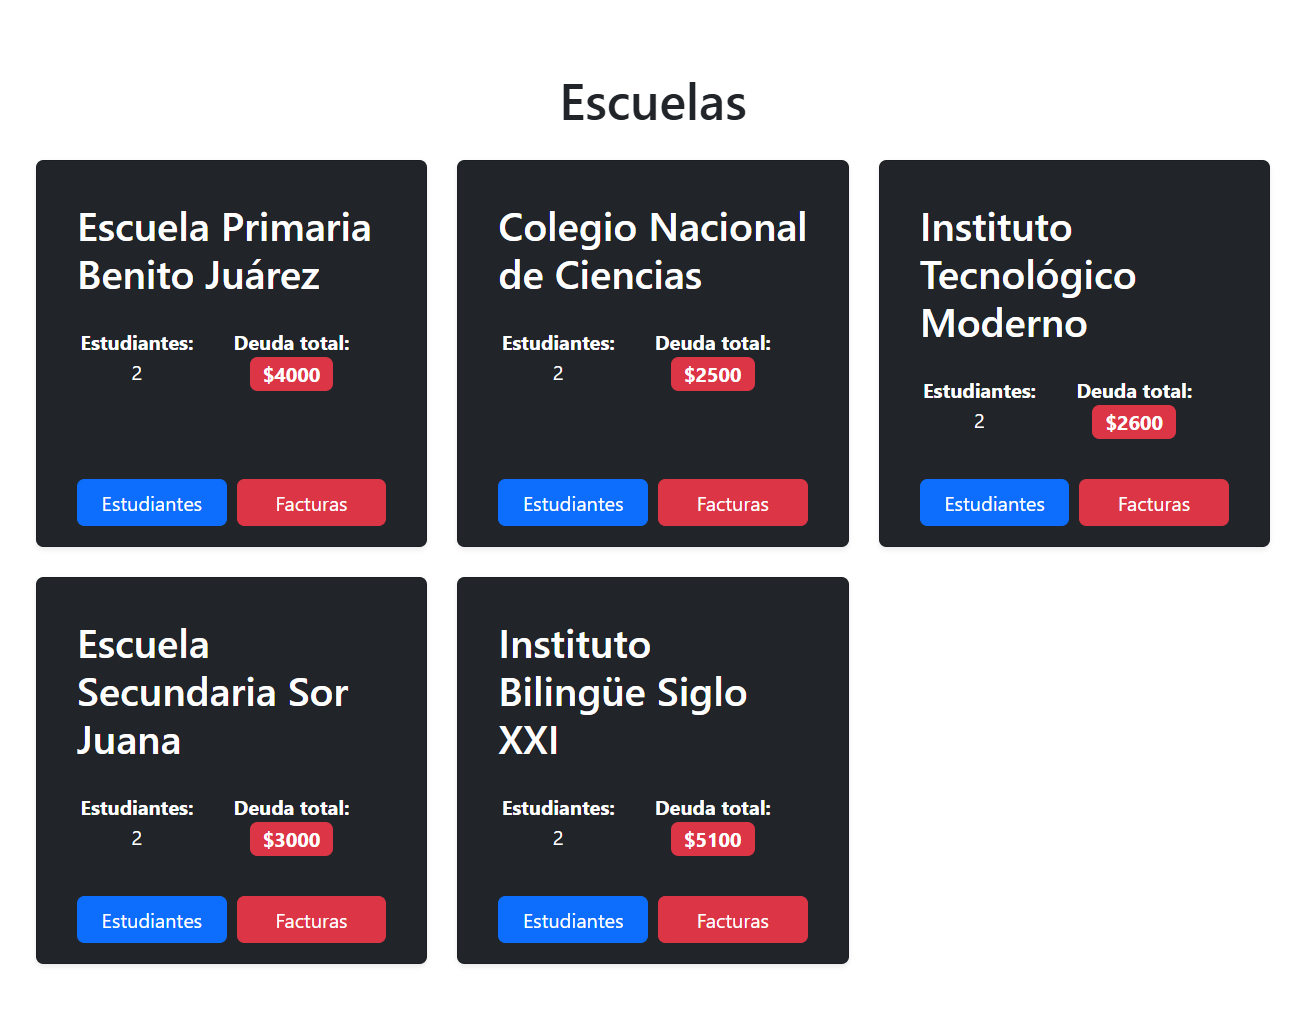 Escuelas
Escuela Primaria
Benito Juárez
Estudiantes: Deuda total:
2 $4000
Estudiantes Facturas
Colegio Nacional
de Ciencias
Estudiantes: Deuda total:
2 $2500
Estudiantes Facturas
Instituto
Tecnológico
Moderno
Estudiantes: Deuda total:
2 $2600
Estudiantes Facturas
Escuela
Secundaria Sor
Juana
Estudiantes: Deuda total:
2 $3000
Estudiantes Facturas
Instituto
Bilingüe Siglo
XXI
Estudiantes: Deuda total:
2 $5100
Estudiantes Facturas